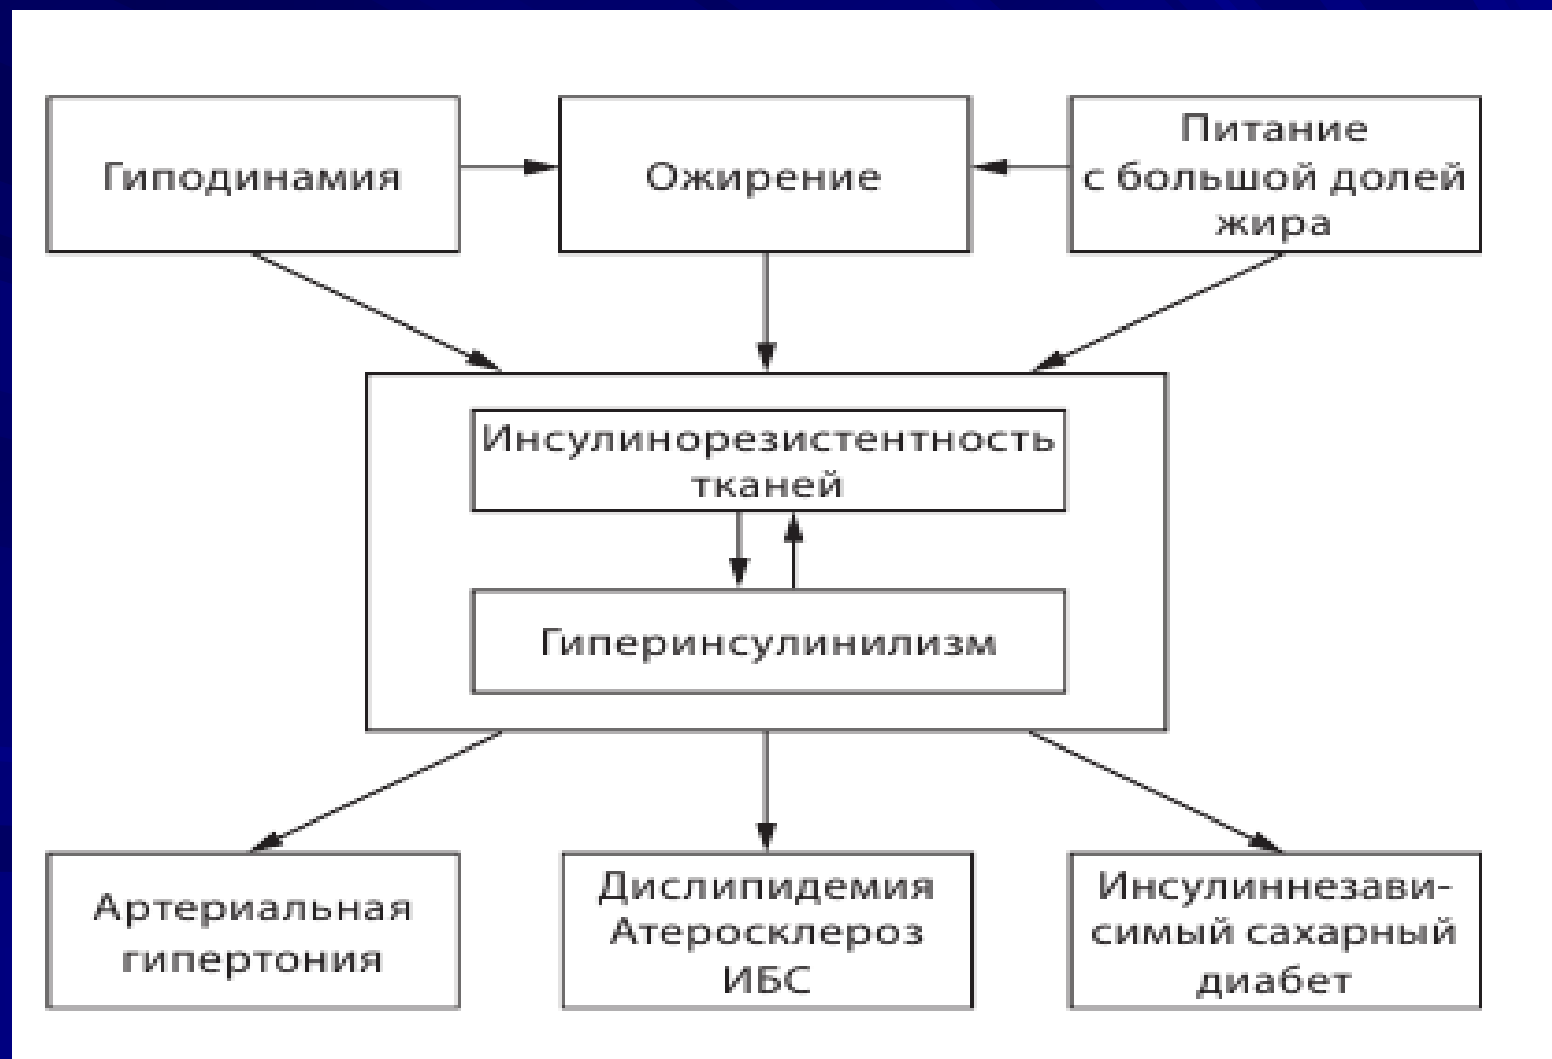 Гиподинамия
Ожирение
Питание
с большой долей
жира
Инсулинорезистентность
тканей
Гиперинсулинилизм
Артериальная
гипертония
Дислипидемия
Атеросклероз
ИБС
Инсулиннезави-
симый сахарный
диабет